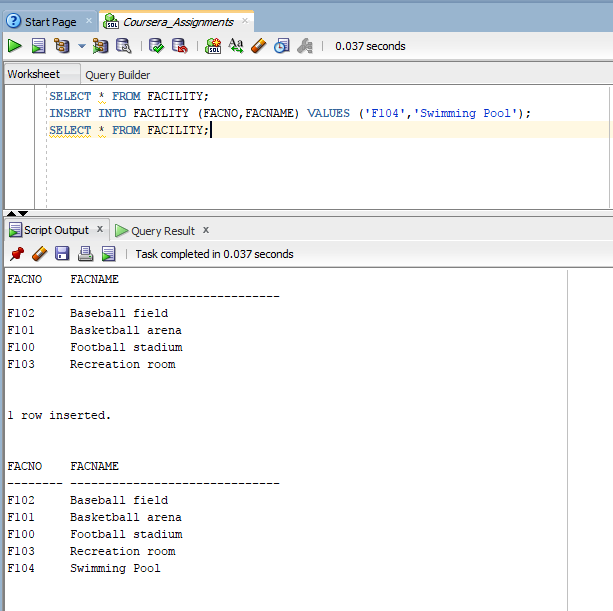 Start Page × Coursera_Assignments ×
0.037 seconds
Worksheet Query Builder
SELECT * FROM FACILITY;
INSERT INTO FACILITY (FACNO,FACNAME) VALUES ('F104','Swimming Pool');
SELECT * FROM FACILITY;
Script Output x Query Result x
Task completed in 0.037 seconds
FACNO    FACNAME
-------- ------------------------------
F102     Baseball field
F101     Basketball arena
F100     Football stadium
F103     Recreation room
1 row inserted.
FACNO    FACNAME
-------- ------------------------------
F102     Baseball field
F101     Basketball arena
F100     Football stadium
F103     Recreation room
F104     Swimming Pool